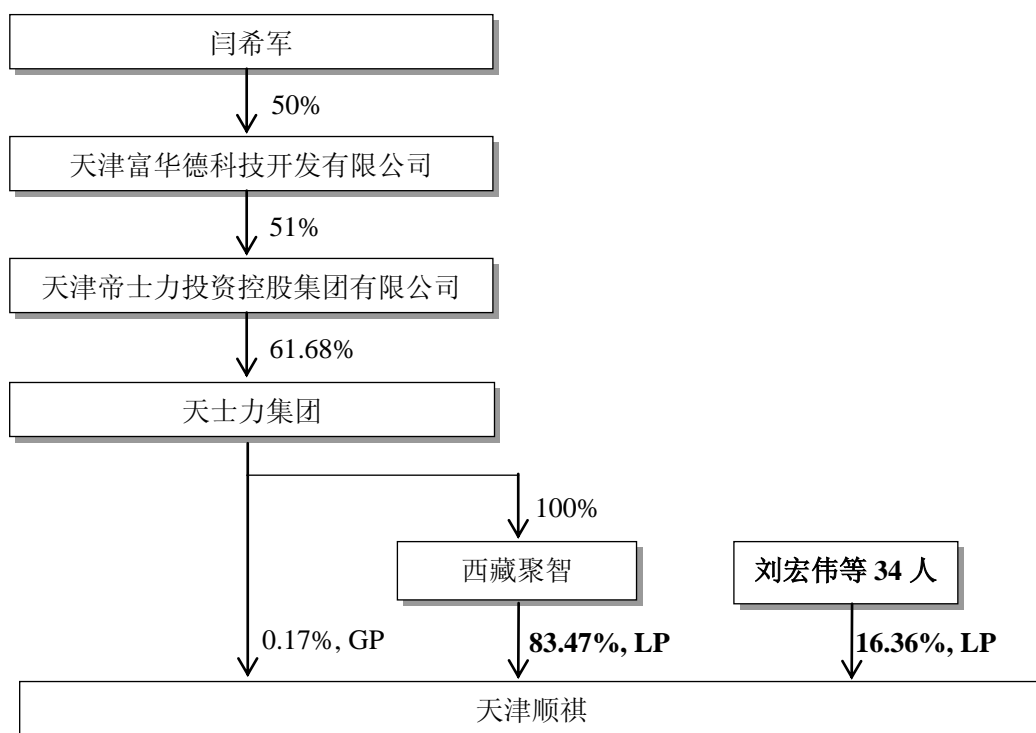 闫希军
50%
天津富华德科技开发有限公司
51%
天津帝士力投资控股集团有限公司
61.68%
天士力集团
100%
西藏聚智
刘宏伟等 34 人
0.17%, GP
83.47%, LP
16.36%, LP
天津顺祺